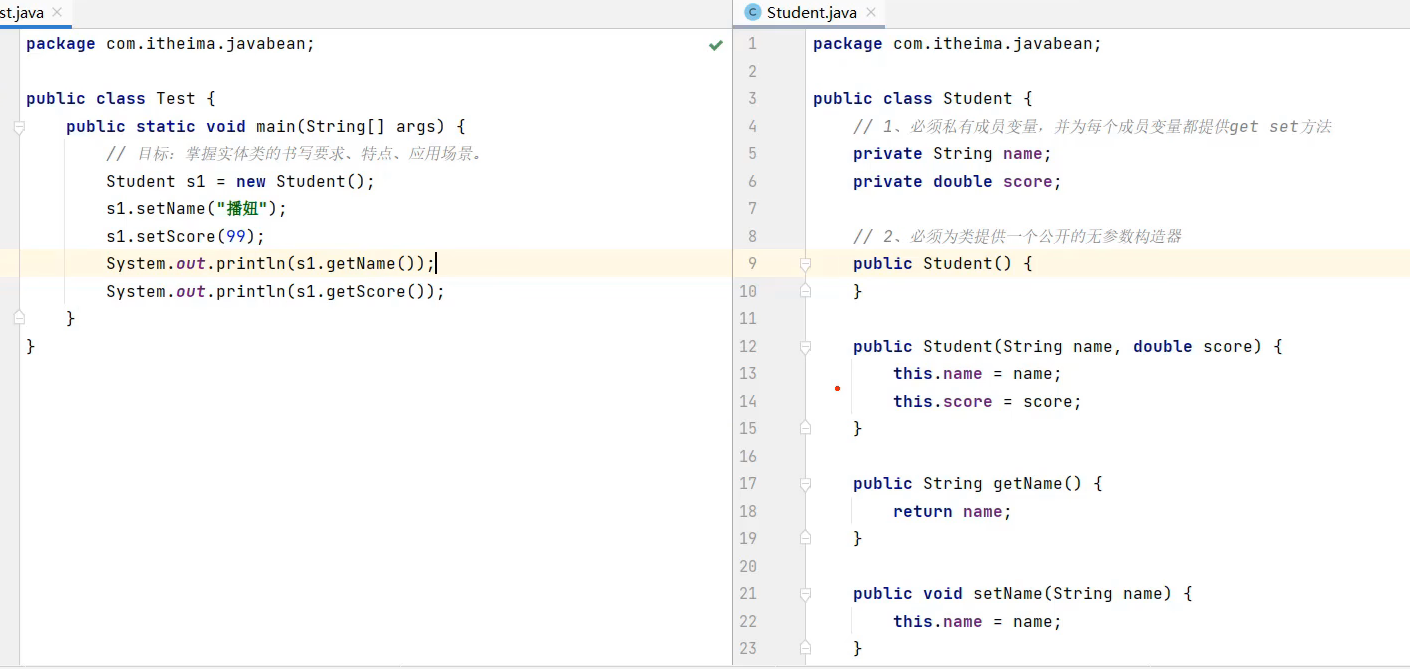 st.java
package com.itheima.javabean;
public class Test {
public static void main(String[] args) {
// 目标：掌握实体类的书写要求、特点、应用场景。
Student s1 = new Student();
s1.setName("播妞");
s1.setScore(99);
System.out.println(s1.getName());
System.out.println(s1.getScore());
}
}
C Student.java
1 package com.itheima.javabean;
2
3 public class Student {
4 // 1、必须私有成员变量，并为每个成员变量都提供get set方法
5 private String name;
6 private double score;
7
8 // 2、必须为类提供一个公开的无参数构造器
9 public Student() {
10 }
11
12 public Student(String name, double score) {
13 this.name = name;
14 this.score = score;
15 }
16
17 public String getName() {
18 return name;
19 }
20
21 public void setName(String name) {
22 this.name = name;
23 }